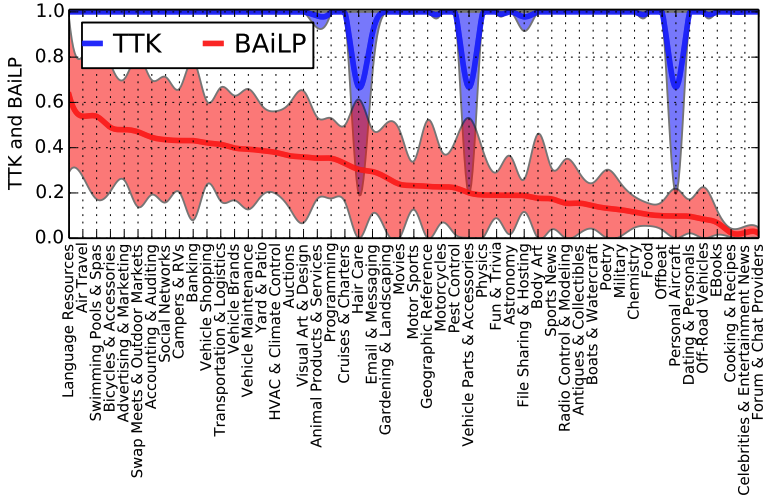 TTK and BAiLP
1.0
0.8
0.6
0.4
0.2
0.0
TTK
BAiLP
Language Resources
Air Travel
Swimming Pools & Spas
Bicycles & Accessories
Advertising & Marketing
Swap Meets & Outdoor Markets
Accounting & Auditing
Social Networks
Campers & RVs
Banking
Vehicle Shopping
Transportation & Logistics
Vehicle Brands
Vehicle Maintenance
Yard & Patio
HVAC & Climate Control
Auctions
Visual Art & Design
Animal Products & Services
Programming
Cruises & Charters
Hair Care
Email & Messaging
Gardening & Landscaping
Movies
Motor Sports
Geographic Reference
Motorcycles
Pest Control
Vehicle Parts & Accessories
Physics
Fun & Trivia
Astronomy
File Sharing & Hosting
Body Art
Sports News
Radio Control & Modeling
Antiques & Collectibles
Boats & Watercraft
Poetry
Military
Chemistry
Food
Offbeat
Personal Aircraft
Dating & Personals
Off-Road Vehicles
EBooks
Cooking & Recipes
Celebrities & Entertainment News
Forum & Chat Providers